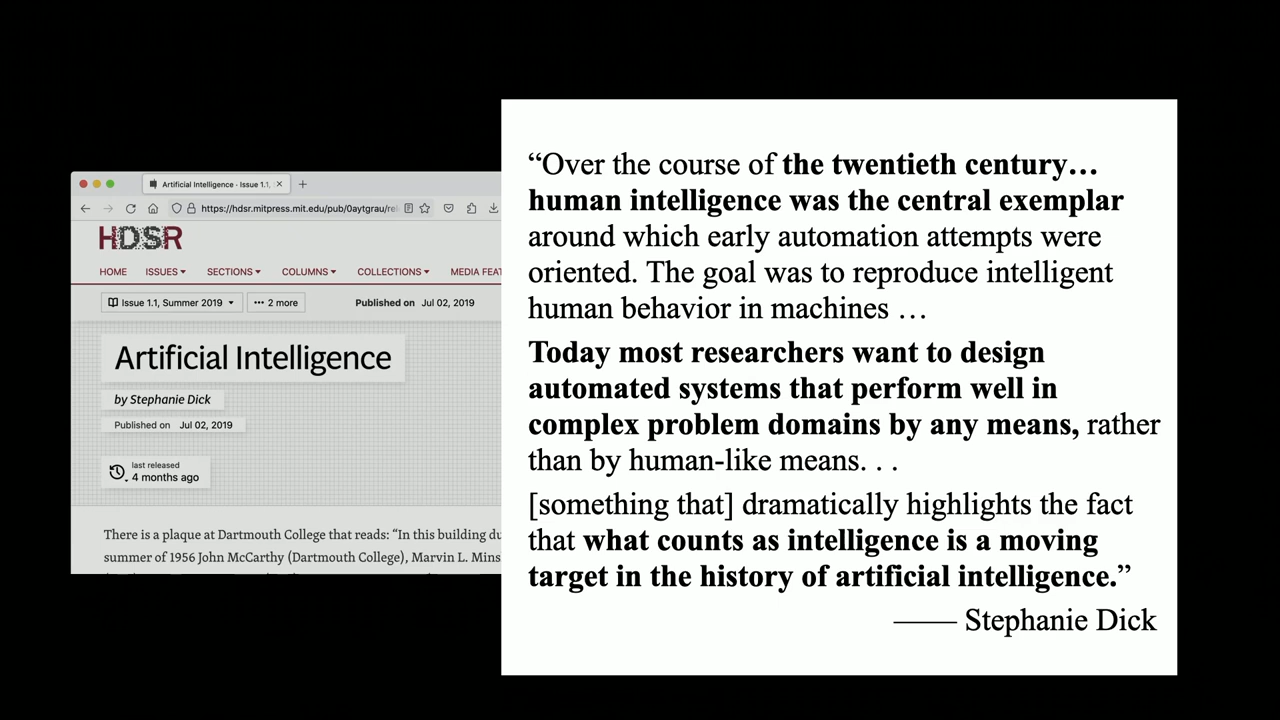 Artificial Intelligence · Issue 1.1,
https://hdsr.mitpress.mit.edu/pub/0aytgrau/rel
HDSR
HOME ISSUES SECTIONS COLUMNS COLLECTIONS MEDIA FEAT
Issue 1.1, Summer 2019 ••• 2 more Published on Jul 02, 2019
Artificial Intelligence
by Stephanie Dick
Published on Jul 02, 2019
last released
4 months ago
There is a plaque at Dartmouth College that reads: “In this building du
summer of 1956 John McCarthy (Dartmouth College), Marvin L. Mins
“Over the course of the twentieth century…
human intelligence was the central exemplar
around which early automation attempts were
oriented. The goal was to reproduce intelligent
human behavior in machines …
Today most researchers want to design
automated systems that perform well in
complex problem domains by any means, rather
than by human-like means. . .
[something that] dramatically highlights the fact
that what counts as intelligence is a moving
target in the history of artificial intelligence.”
—— Stephanie Dick